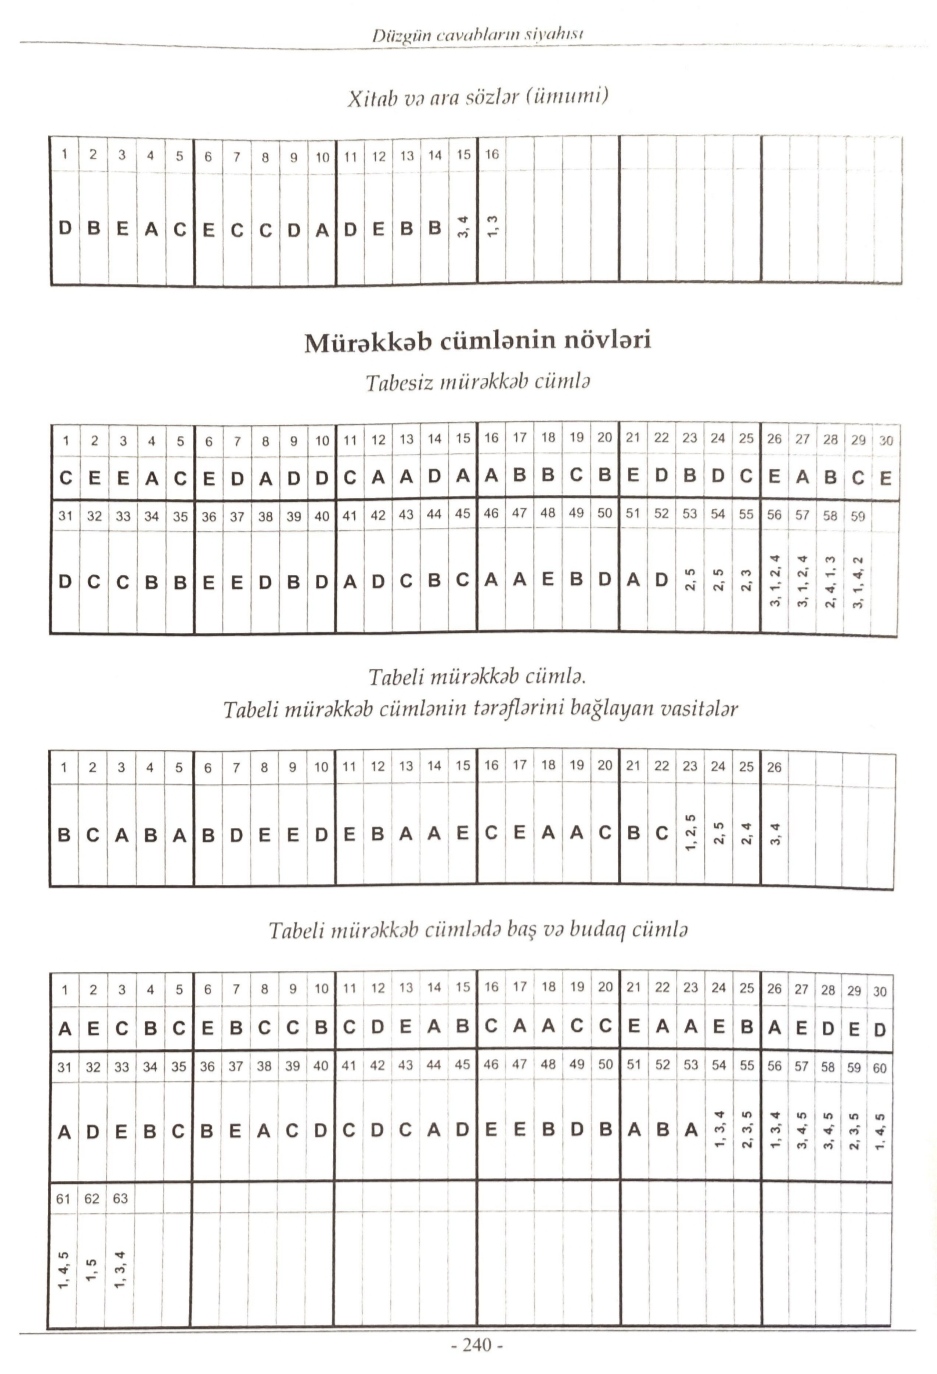 Düzgün cavabların siyahısı
Xitab və ara sözlər (ümumi)
1 2 3 4 5 6 7 8 9 10 11 12 13 14 15 16
D B E A C E C C D A D E B B 3, 4 1, 3
Mürəkkəb cümlənin növləri
Tabesiz mürəkkəb cümlə
1 2 3 4 5 6 7 8 9 10 11 12 13 14 15 16 17 18 19 20 21 22 23 24 25 26 27 28 29 30
C E E A C E D A D D C A A D A A B B C B E D B D C E A B C E
31 32 33 34 35 36 37 38 39 40 41 42 43 44 45 46 47 48 49 50 51 52 53 54 55 56 57 58 59
D C C B B E E D B D A D C B C A A E B D A D 2, 5 2, 5 2, 3 3, 1, 2, 4 3, 1, 2, 4 2, 4, 1, 3 3, 1, 4, 2
Tabeli mürəkkəb cümlə.
Tabeli mürəkkəb cümlənin tərəflərini bağlayan vasitələr
1 2 3 4 5 6 7 8 9 10 11 12 13 14 15 16 17 18 19 20 21 22 23 24 25 26
B C A B A B D E E D E B A A E C E A A C B C 1, 2, 5 2, 5 2, 4 3, 4
Tabeli mürəkkəb cümlədə baş və budaq cümlə
1 2 3 4 5 6 7 8 9 10 11 12 13 14 15 16 17 18 19 20 21 22 23 24 25 26 27 28 29 30
A E C B C E B C C B C D E A B C A A C C E A A E B A E D E D
31 32 33 34 35 36 37 38 39 40 41 42 43 44 45 46 47 48 49 50 51 52 53 54 55 56 57 58 59 60
A D E B C B E A C D C D C A D E E B D B A B A 1, 3, 4 2, 3, 5 1, 3, 4 3, 4, 5 3, 4, 5 2, 3, 5 1, 4, 5
61 62 63
1, 4, 5 1, 5 1, 3, 4
- 240 -